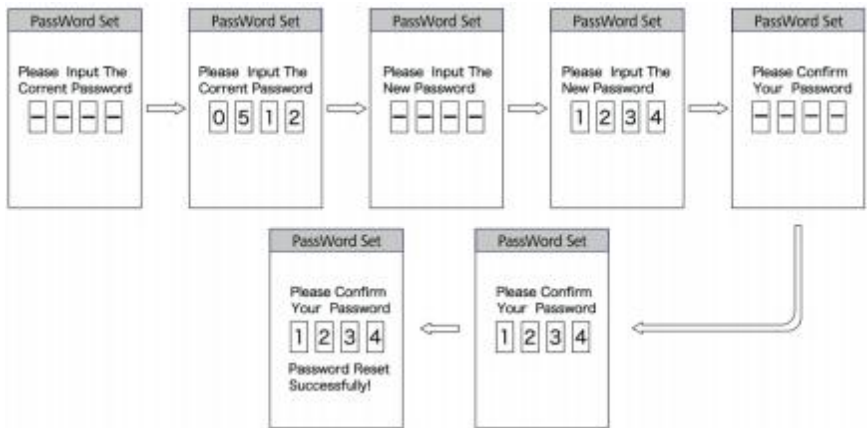 PassWord Set
Please Input The
Corrent Password
– – – –
PassWord Set
Please Input The
Corrent Password
0 5 1 2
PassWord Set
Please Input The
New Password
– – – –
PassWord Set
Please Input The
New Password
1 2 3 4
PassWord Set
Please Confirm
Your Password
– – – –
PassWord Set
Please Confirm
Your Password
1 2 3 4
PassWord Set
Please Confirm
Your Password
1 2 3 4
Password Reset
Successfully!